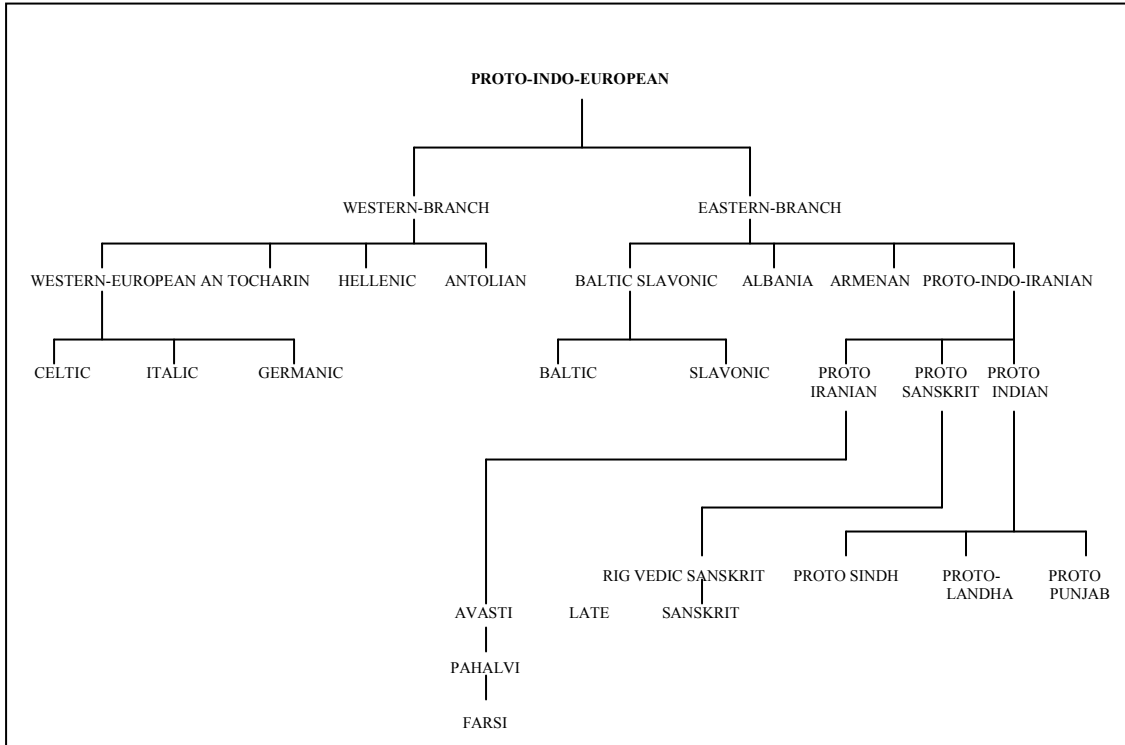 PROTO-INDO-EUROPEAN
WESTERN-BRANCH EASTERN-BRANCH
WESTERN-EUROPEAN AN TOCHARIN HELLENIC ANTOLIAN BALTIC SLAVONIC ALBANIA ARMENAN PROTO-INDO-IRANIAN
CELTIC ITALIC GERMANIC BALTIC SLAVONIC PROTO PROTO PROTO
IRANIAN SANSKRIT INDIAN
RIG VEDIC SANSKRIT PROTO SINDH PROTO- PROTO
LANDHA PUNJAB
AVASTI LATE SANSKRIT
PAHALVI
FARSI